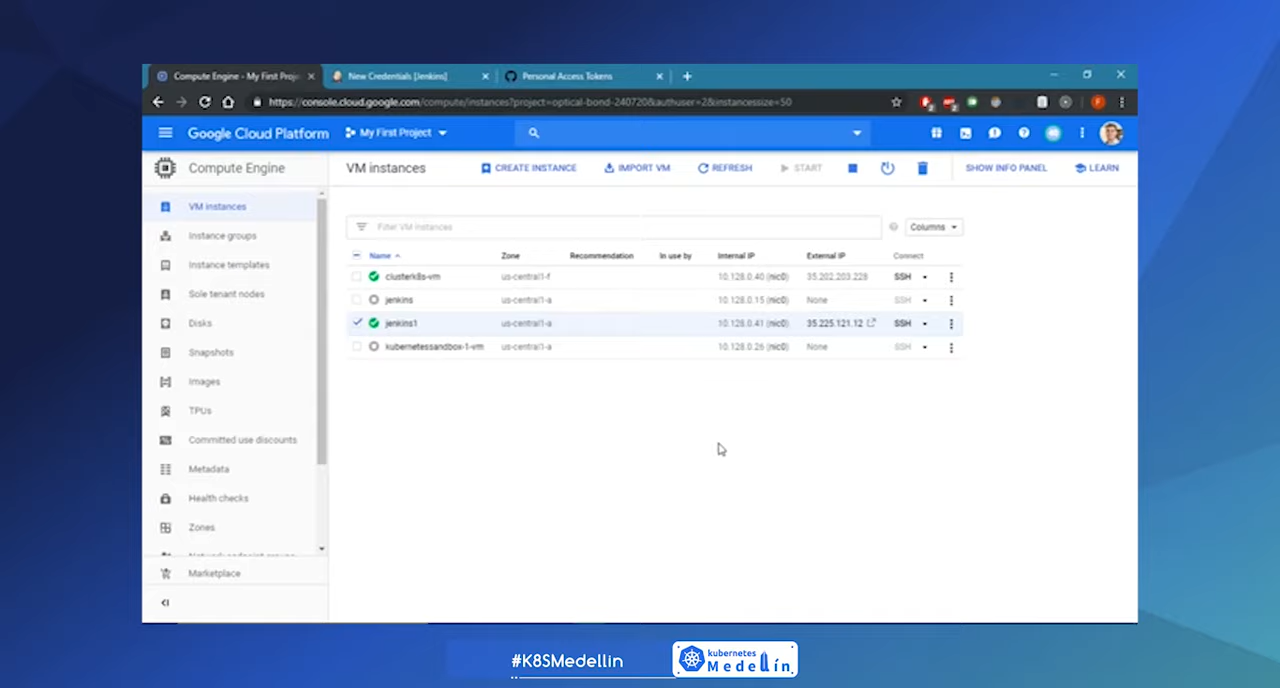 Compute Engine - My First Proje
New Credentials [Jenkins]
Personal Access Tokens
https://console.cloud.google.com/compute/instances?project=optical-bond-240720&authuser=2&instancessize=50
Google Cloud Platform
My First Project
Compute Engine
VM instances
CREATE INSTANCE
IMPORT VM
REFRESH
START
SHOW INFO PANEL
LEARN
VM instances
Instance groups
Instance templates
Sole tenant nodes
Disks
Snapshots
Images
TPUs
Committed use discounts
Metadata
Health checks
Zones
Network endpoint groups
Marketplace
Filter VM instances
Columns
Name Zone Recommendation In use by Internal IP External IP Connect
clusterk8s-vm us-central1-f 10.128.0.40 (nic0) 35.202.203.228 SSH
jenkins us-central1-a 10.128.0.15 (nic0) None SSH
jenkins1 us-central1-a 10.128.0.41 (nic0) 35.225.121.12 SSH
kubernetessandbox-1-vm us-central1-a 10.128.0.26 (nic0) None SSH
#K8SMedellin
kubernetes
Medellín